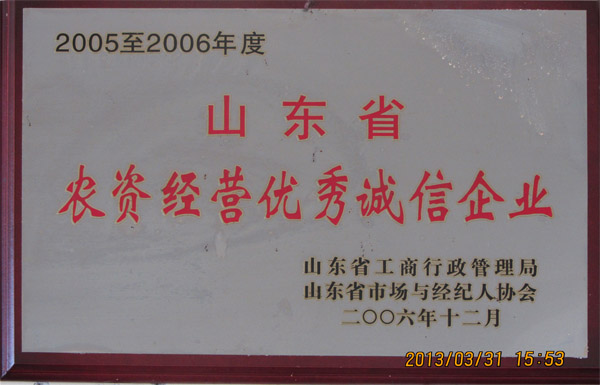 2005至2006年度
山东省
农资经营优秀诚信企业
山东省工商行政管理局
山东省市场与经纪人协会
二〇〇六年十二月
2013/03/31 15:53